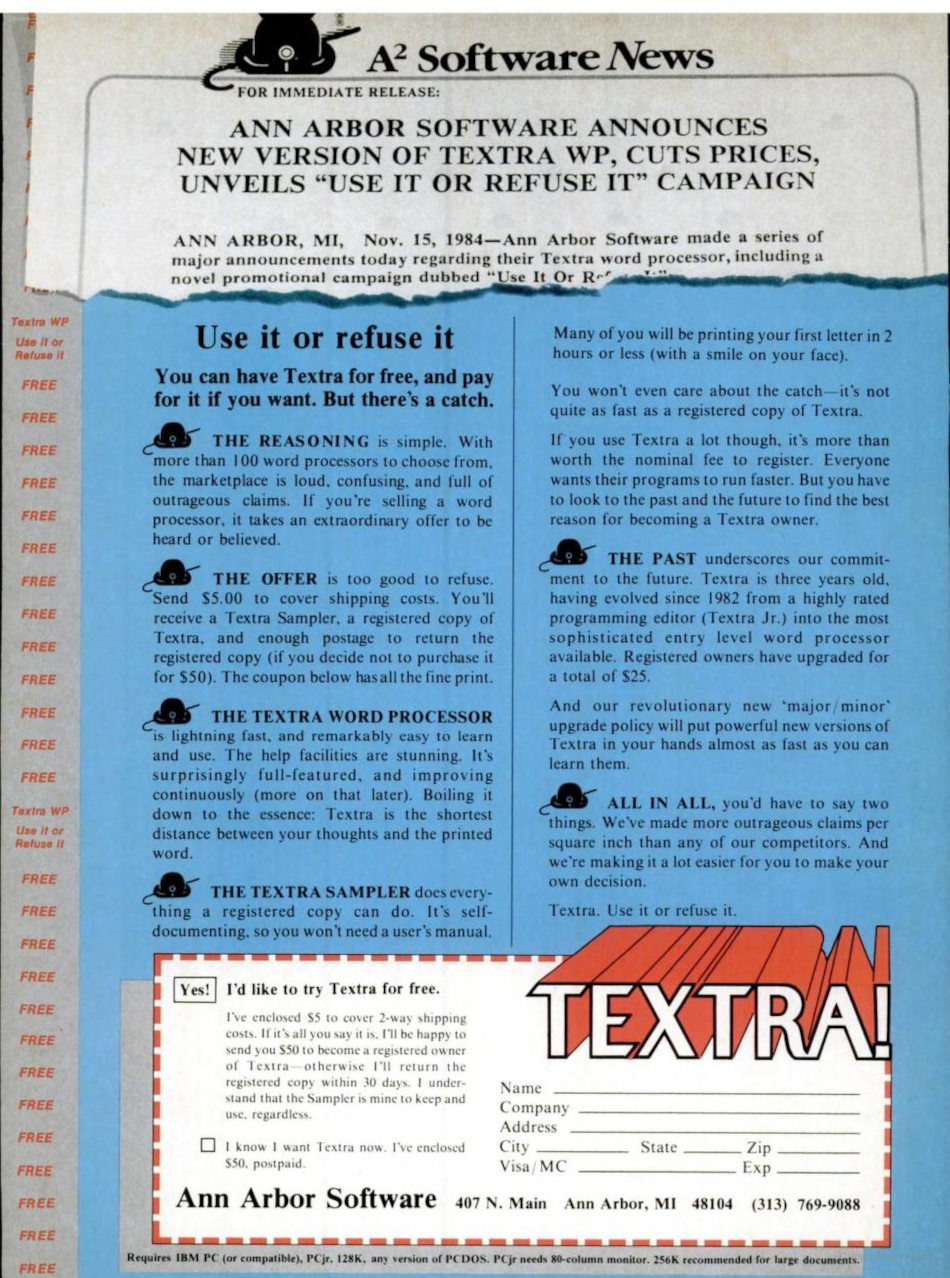 A² Software News
FOR IMMEDIATE RELEASE:
ANN ARBOR SOFTWARE ANNOUNCES
NEW VERSION OF TEXTRA WP, CUTS PRICES,
UNVEILS “USE IT OR REFUSE IT” CAMPAIGN
ANN ARBOR, MI, Nov. 15, 1984—Ann Arbor Software made a series of
major announcements today regarding their Textra word processor, including a
novel promotional campaign dubbed “Use It Or
Textra WP
Use it or
Refuse it
FREE
FREE
FREE
FREE
FREE
FREE
FREE
FREE
FREE
FREE
FREE
FREE
FREE
Textra WP
Use it or
Refuse it
FREE
FREE
FREE
FREE
FREE
FREE
FREE
FREE
FREE
FREE
FREE
FREE
FREE
Use it or refuse it
You can have Textra for free, and pay
for it if you want. But there's a catch.
THE REASONING is simple. With
more than 100 word processors to choose from,
the marketplace is loud, confusing, and full of
outrageous claims. If you're selling a word
processor, it takes an extraordinary offer to be
heard or believed.
THE OFFER is too good to refuse.
Send $5.00 to cover shipping costs. You'll
receive a Textra Sampler, a registered copy of
Textra, and enough postage to return the
registered copy (if you decide not to purchase it
for $50). The coupon below has all the fine print.
THE TEXTRA WORD PROCESSOR
is lightning fast, and remarkably easy to learn
and use. The help facilities are stunning. It's
surprisingly full-featured, and improving
continuously (more on that later). Boiling it
down to the essence: Textra is the shortest
distance between your thoughts and the printed
word.
THE TEXTRA SAMPLER does every-
thing a registered copy can do. It's self-
documenting, so you won't need a user's manual.
Many of you will be printing your first letter in 2
hours or less (with a smile on your face).
You won't even care about the catch—it's not
quite as fast as a registered copy of Textra.
If you use Textra a lot though, it's more than
worth the nominal fee to register. Everyone
wants their programs to run faster. But you have
to look to the past and the future to find the best
reason for becoming a Textra owner.
THE PAST underscores our commit-
ment to the future. Textra is three years old,
having evolved since 1982 from a highly rated
programming editor (Textra Jr.) into the most
sophisticated entry level word processor
available. Registered owners have upgraded for
a total of $25.
And our revolutionary new 'major/minor'
upgrade policy will put powerful new versions of
Textra in your hands almost as fast as you can
learn them.
ALL IN ALL, you'd have to say two
things. We've made more outrageous claims per
square inch than any of our competitors. And
we're making it a lot easier for you to make your
own decision.
Textra. Use it or refuse it.
Yes! I'd like to try Textra for free.
I've enclosed $5 to cover 2-way shipping
costs. If it's all you say it is, I'll be happy to
send you $50 to become a registered owner
of Textra—otherwise I'll return the
registered copy within 30 days. I under-
stand that the Sampler is mine to keep and
use, regardless.
I know I want Textra now. I've enclosed
$50, postpaid.
TEXTRA!
Name
Company
Address
City State Zip
Visa/MC Exp
Ann Arbor Software 407 N. Main Ann Arbor, MI 48104 (313) 769-9088
Requires IBM PC (or compatible), PCjr, 128K, any version of PCDOS. PCjr needs 80-column monitor. 256K recommended for large documents.